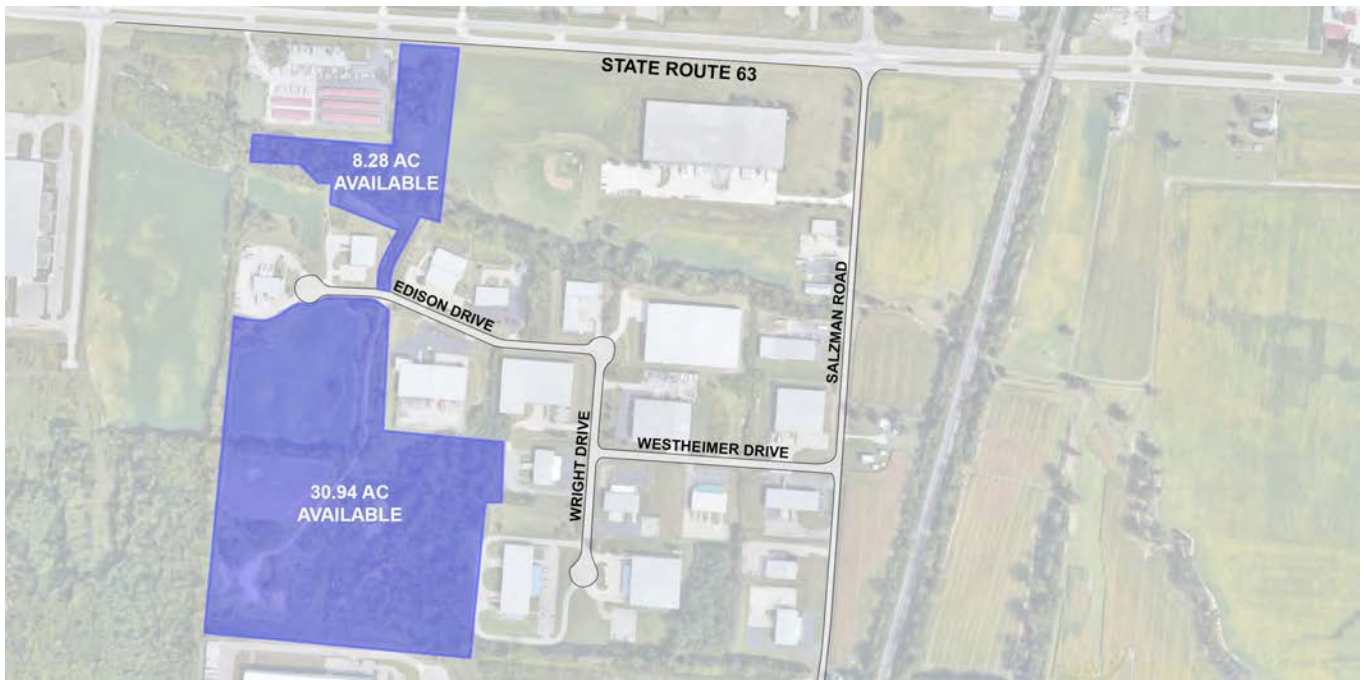 STATE ROUTE 63
8.28 AC
AVAILABLE
EDISON DRIVE
SALZMAN ROAD
WRIGHT DRIVE
WESTHEIMER DRIVE
30.94 AC
AVAILABLE